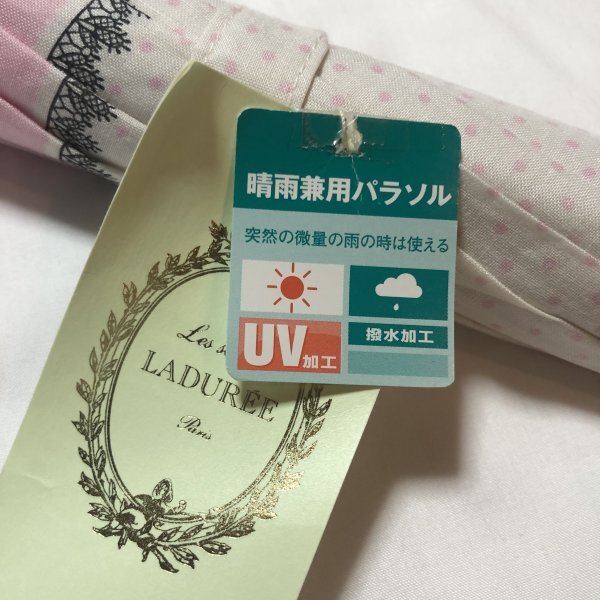 晴雨兼用パラソル
突然の微量の雨の時は使える
UV加工
撥水加工
Les
LADURÉE
Paris